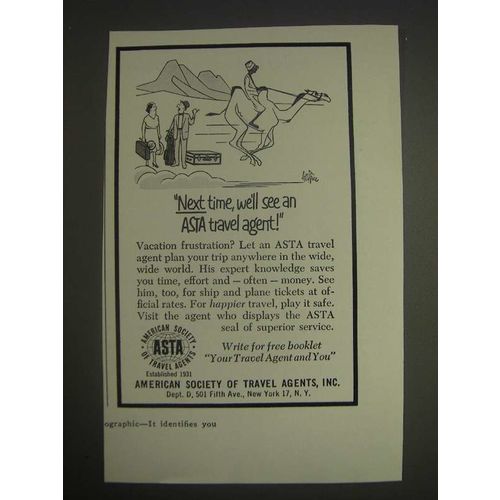 "Next time, we'll see an
ASTA travel agent!"
Vacation frustration? Let an ASTA travel
agent plan your trip anywhere in the wide,
wide world. His expert knowledge saves
you time, effort and — often — money. See
him, too, for ship and plane tickets at of-
ficial rates. For happier travel, play it safe.
Visit the agent who displays the ASTA
seal of superior service.
AMERICAN SOCIETY
ASTA
OF TRAVEL AGENTS
Established 1931
Write for free booklet
"Your Travel Agent and You"
AMERICAN SOCIETY OF TRAVEL AGENTS, INC.
Dept. D, 501 Fifth Ave., New York 17, N. Y.
ographic—It identifies you